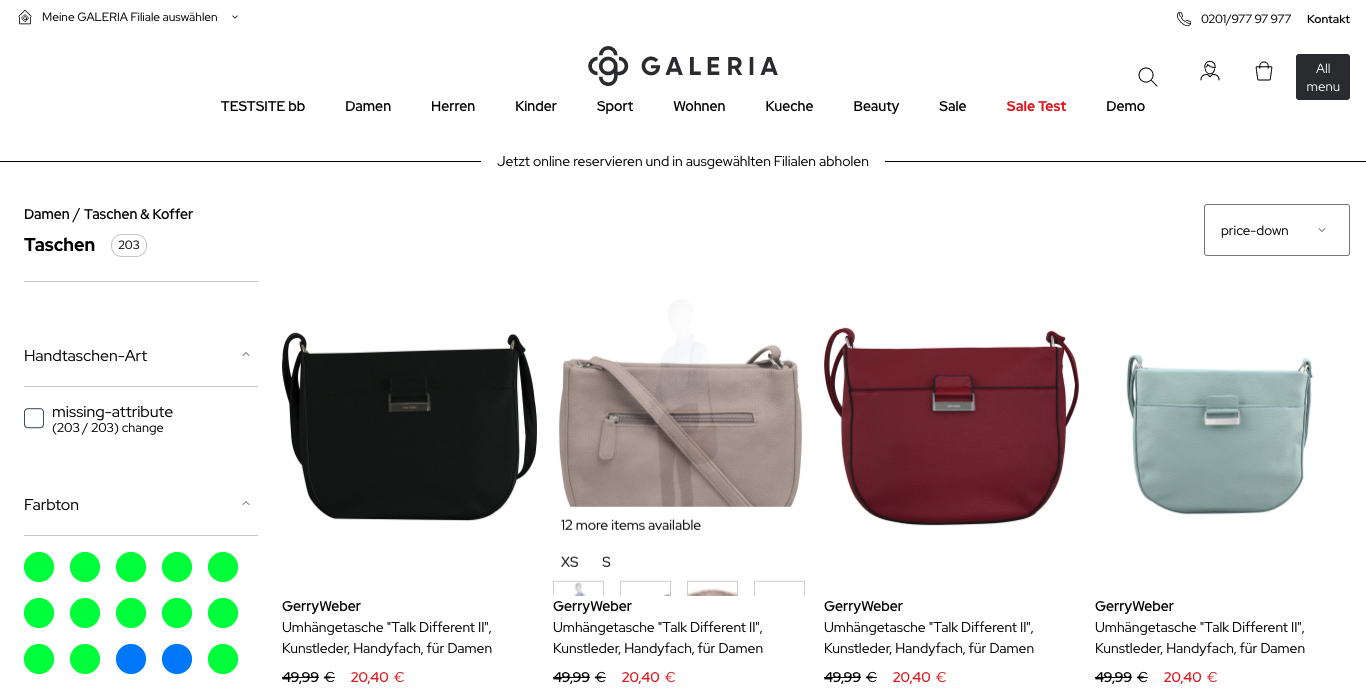 Meine GALERIA Filiale auswählen
0201/977 97 977 Kontakt
GALERIA
All
menu
TESTSITE bb Damen Herren Kinder Sport Wohnen Kueche Beauty Sale Sale Test Demo
Jetzt online reservieren und in ausgewählten Filialen abholen
Damen / Taschen & Koffer
Taschen 203
price-down
Handtaschen-Art
missing-attribute
(203 / 203) change
Farbton
12 more items available
XS S
GerryWeber
Umhängetasche "Talk Different II",
Kunstleder, Handyfach, für Damen
49,99 € 20,40 €
GerryWeber
Umhängetasche "Talk Different II",
Kunstleder, Handyfach, für Damen
49,99 € 20,40 €
GerryWeber
Umhängetasche "Talk Different II",
Kunstleder, Handyfach, für Damen
49,99 € 20,40 €
GerryWeber
Umhängetasche "Talk Different II",
Kunstleder, Handyfach, für Damen
49,99 € 20,40 €